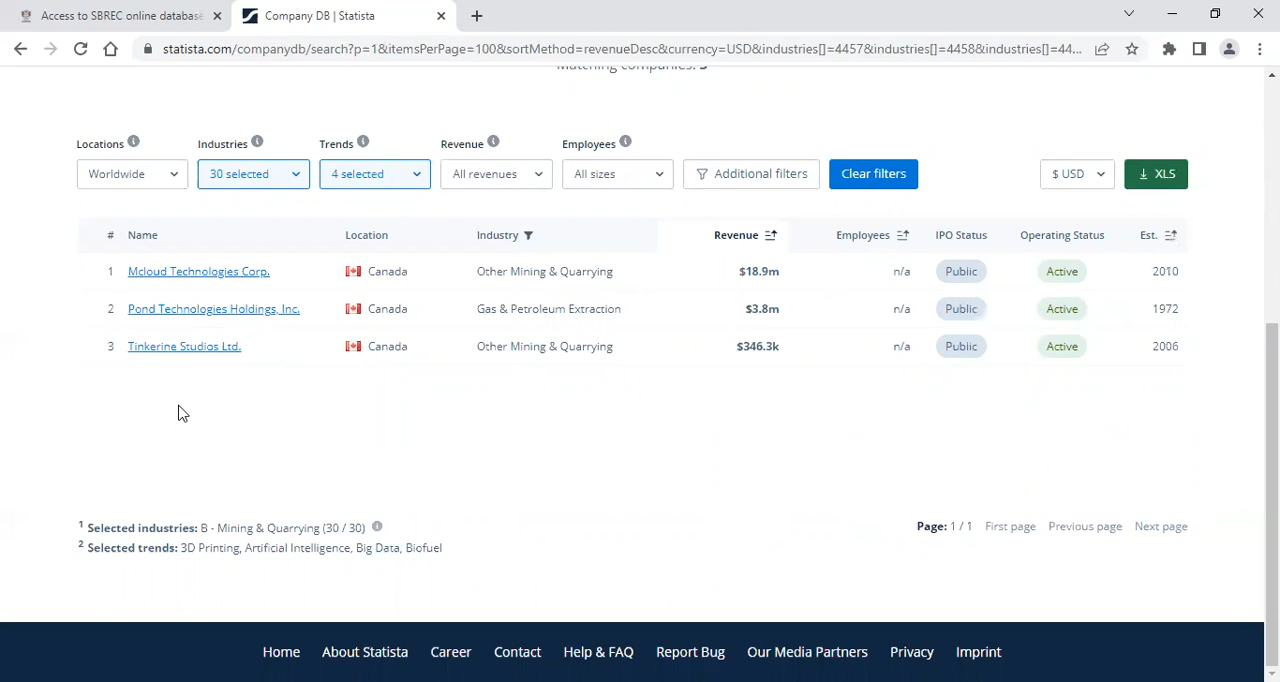 Access to SBREC online database
Company DB | Statista
statista.com/companydb/search?p=1&itemsPerPage=100&sortMethod=revenueDesc&currency=USD&industries[]=4457&industries[]=4458&industries[]=44...
Matching companies: 3
Locations Industries Trends Revenue Employees
Worldwide 30 selected 4 selected All revenues All sizes Additional filters Clear filters $ USD XLS
# Name Location Industry Revenue Employees IPO Status Operating Status Est.
1 Mcloud Technologies Corp. Canada Other Mining & Quarrying $18.9m n/a Public Active 2010
2 Pond Technologies Holdings, Inc. Canada Gas & Petroleum Extraction $3.8m n/a Public Active 1972
3 Tinkerine Studios Ltd. Canada Other Mining & Quarrying $346.3k n/a Public Active 2006
1 Selected industries: B - Mining & Quarrying (30 / 30)
Page: 1 / 1 First page Previous page Next page
2 Selected trends: 3D Printing, Artificial Intelligence, Big Data, Biofuel
Home About Statista Career Contact Help & FAQ Report Bug Our Media Partners Privacy Imprint